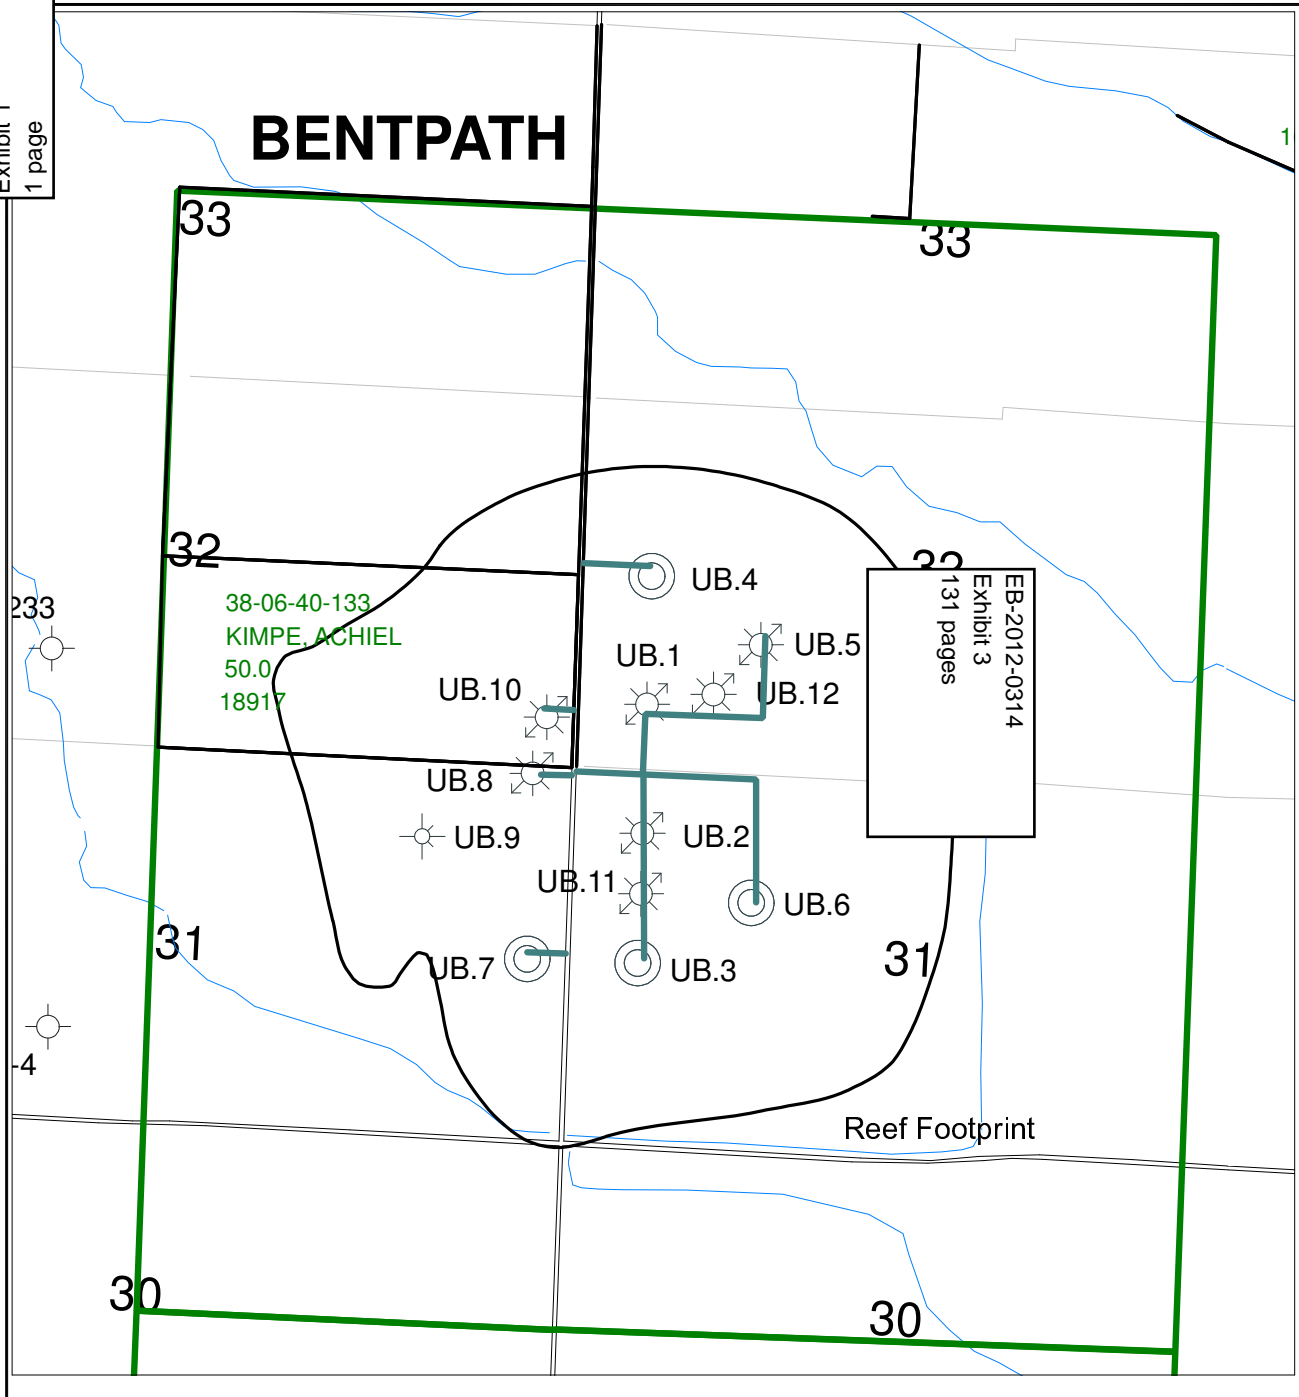 Exhibit 1
1 page
BENTPATH
33
33
32
32
38-06-40-133
KIMPE, ACHIEL
50.0
18917
233
UB.4
UB.1
UB.5
UB.10
UB.12
UB.8
UB.9
UB.2
UB.11
UB.6
UB.7
UB.3
EB-2012-0314
Exhibit 3
131 pages
31
31
-4
Reef Footprint
30
30